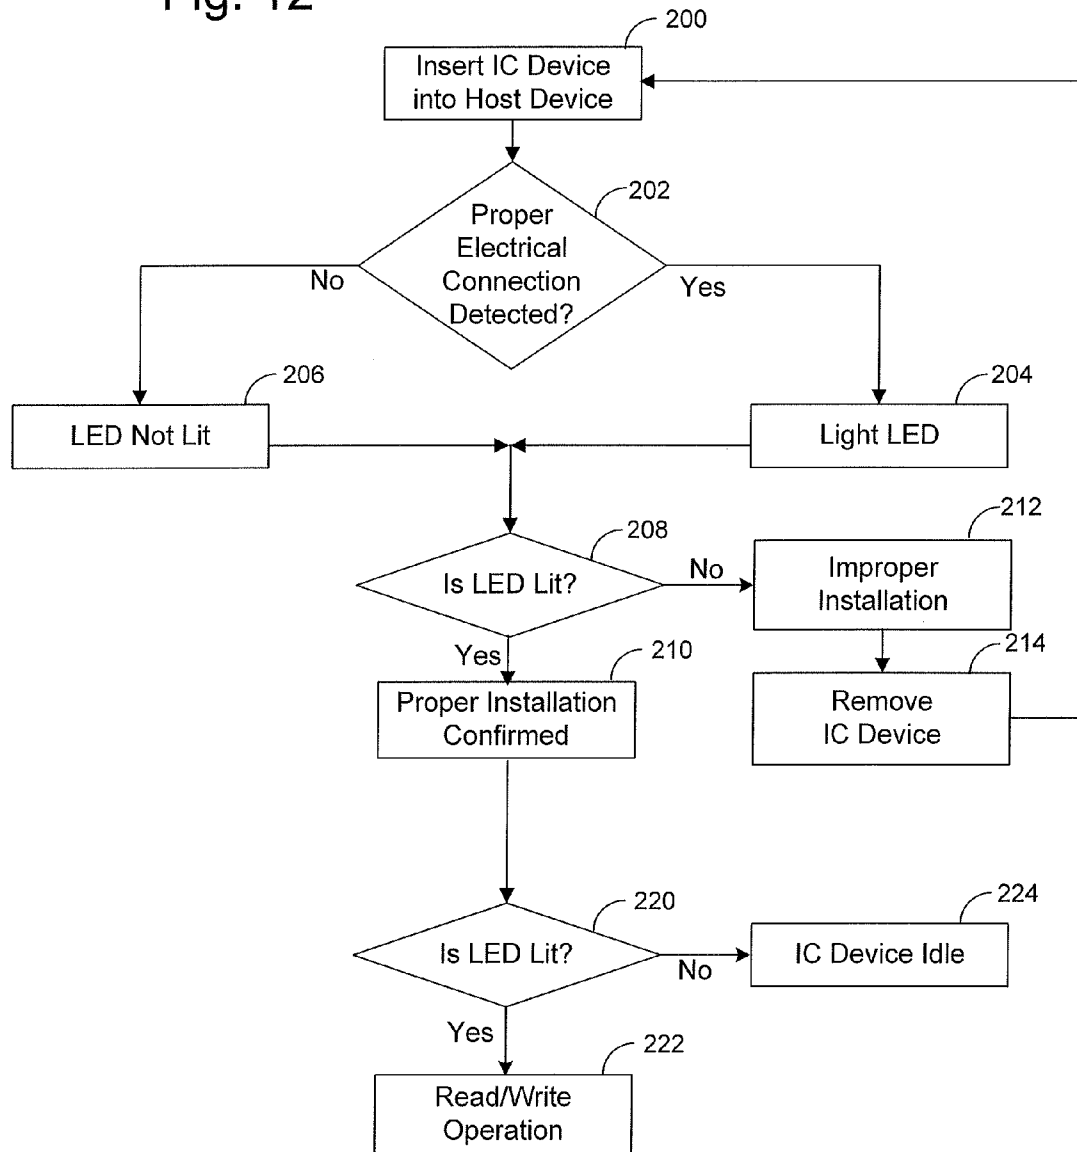 Fig. 12
200
Insert IC Device
into Host Device
202
Proper
Electrical
Connection
Detected?
No
Yes
206
LED Not Lit
204
Light LED
208
Is LED Lit?
No
212
Improper
Installation
Yes
210
Proper Installation
Confirmed
214
Remove
IC Device
220
Is LED Lit?
No
224
IC Device Idle
Yes
222
Read/Write
Operation